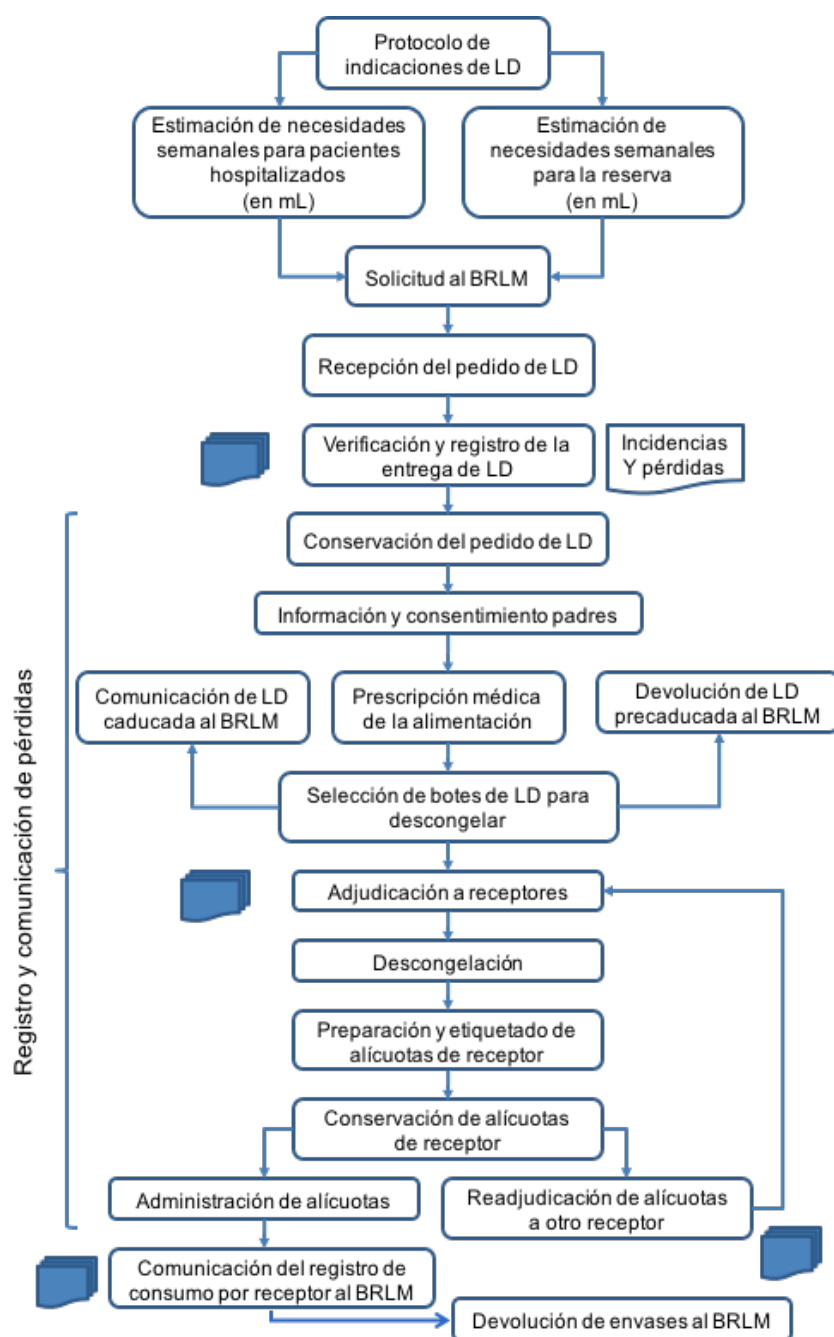 Protocolo de
indicaciones de LD
Estimación de necesidades
semanales para pacientes
hospitalizados
(en mL)
Estimación de
necesidades semanales
para la reserva
(en mL)
Solicitud al BRLM
Recepción del pedido de LD
Verificación y registro de la
entrega de LD
Incidencias
Y pérdidas
Registro y comunicación de pérdidas
Conservación del pedido de LD
Información y consentimiento padres
Comunicación de LD
caducada al BRLM
Prescripción médica
de la alimentación
Devolución de LD
precaducada al BRLM
Selección de botes de LD para
descongelar
Adjudicación a receptores
Descongelación
Preparación y etiquetado de
alícuotas de receptor
Conservación de alícuotas
de receptor
Administración de alícuotas
Readjudicación de alícuotas
a otro receptor
Comunicación del registro de
consumo por receptor al BRLM
Devolución de envases al BRLM